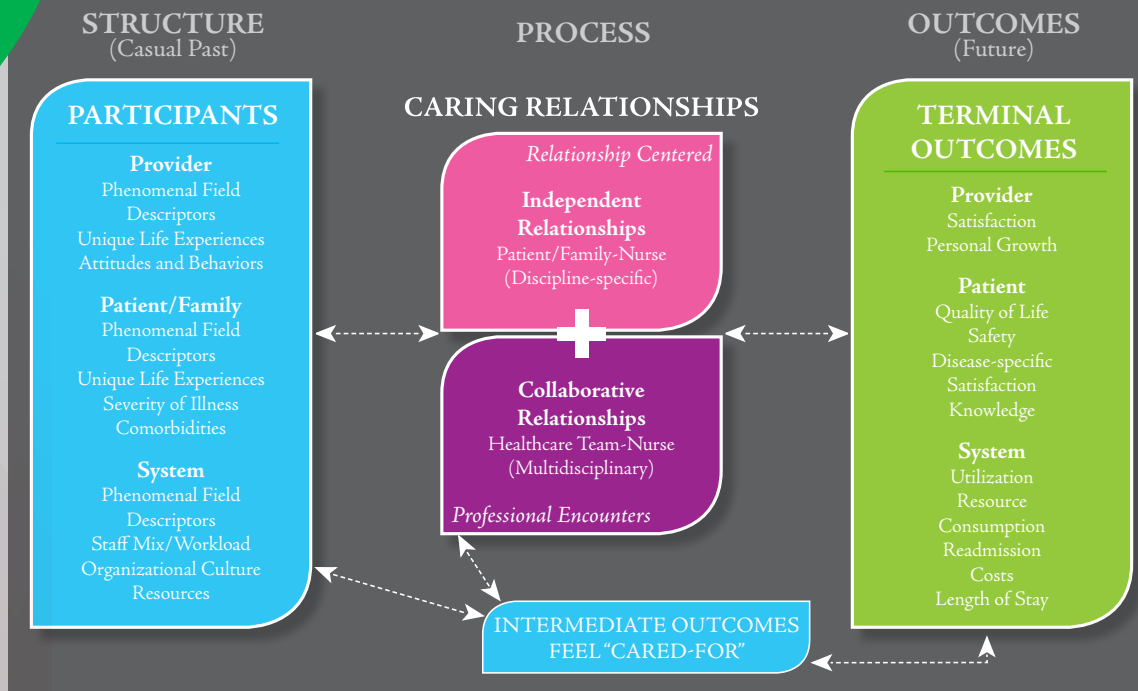 STRUCTURE
(Casual Past)
PARTICIPANTS
Provider
Phenomenal Field
Descriptors
Unique Life Experiences
Attitudes and Behaviors
Patient/Family
Phenomenal Field
Descriptors
Unique Life Experiences
Severity of Illness
Comorbidities
System
Phenomenal Field
Descriptors
Staff Mix/Workload
Organizational Culture
Resources
PROCESS
CARING RELATIONSHIPS
Relationship Centered
Independent
Relationships
Patient/Family-Nurse
(Discipline-specific)
Collaborative
Relationships
Healthcare Team-Nurse
(Multidisciplinary)
Professional Encounters
INTERMEDIATE OUTCOMES
FEEL “CARED-FOR”
OUTCOMES
(Future)
TERMINAL
OUTCOMES
Provider
Satisfaction
Personal Growth
Patient
Quality of Life
Safety
Disease-specific
Satisfaction
Knowledge
System
Utilization
Resource
Consumption
Readmission
Costs
Length of Stay